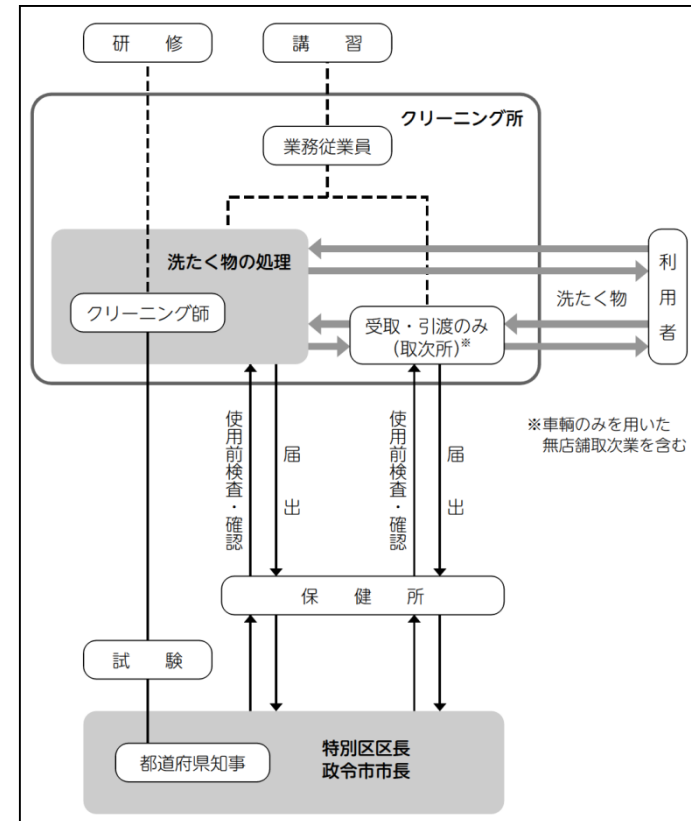 研　修
講　習
クリーニング所
業務従業員
洗たく物の処理
利用者
洗たく物
クリーニング師
受取・引渡のみ
(取次所)※
※車輌のみを用いた
無店舗取次業を含む
使用前検査・確認
届　出
使用前検査・確認
届　出
保　健　所
試　験
特別区区長
政令市市長
都道府県知事